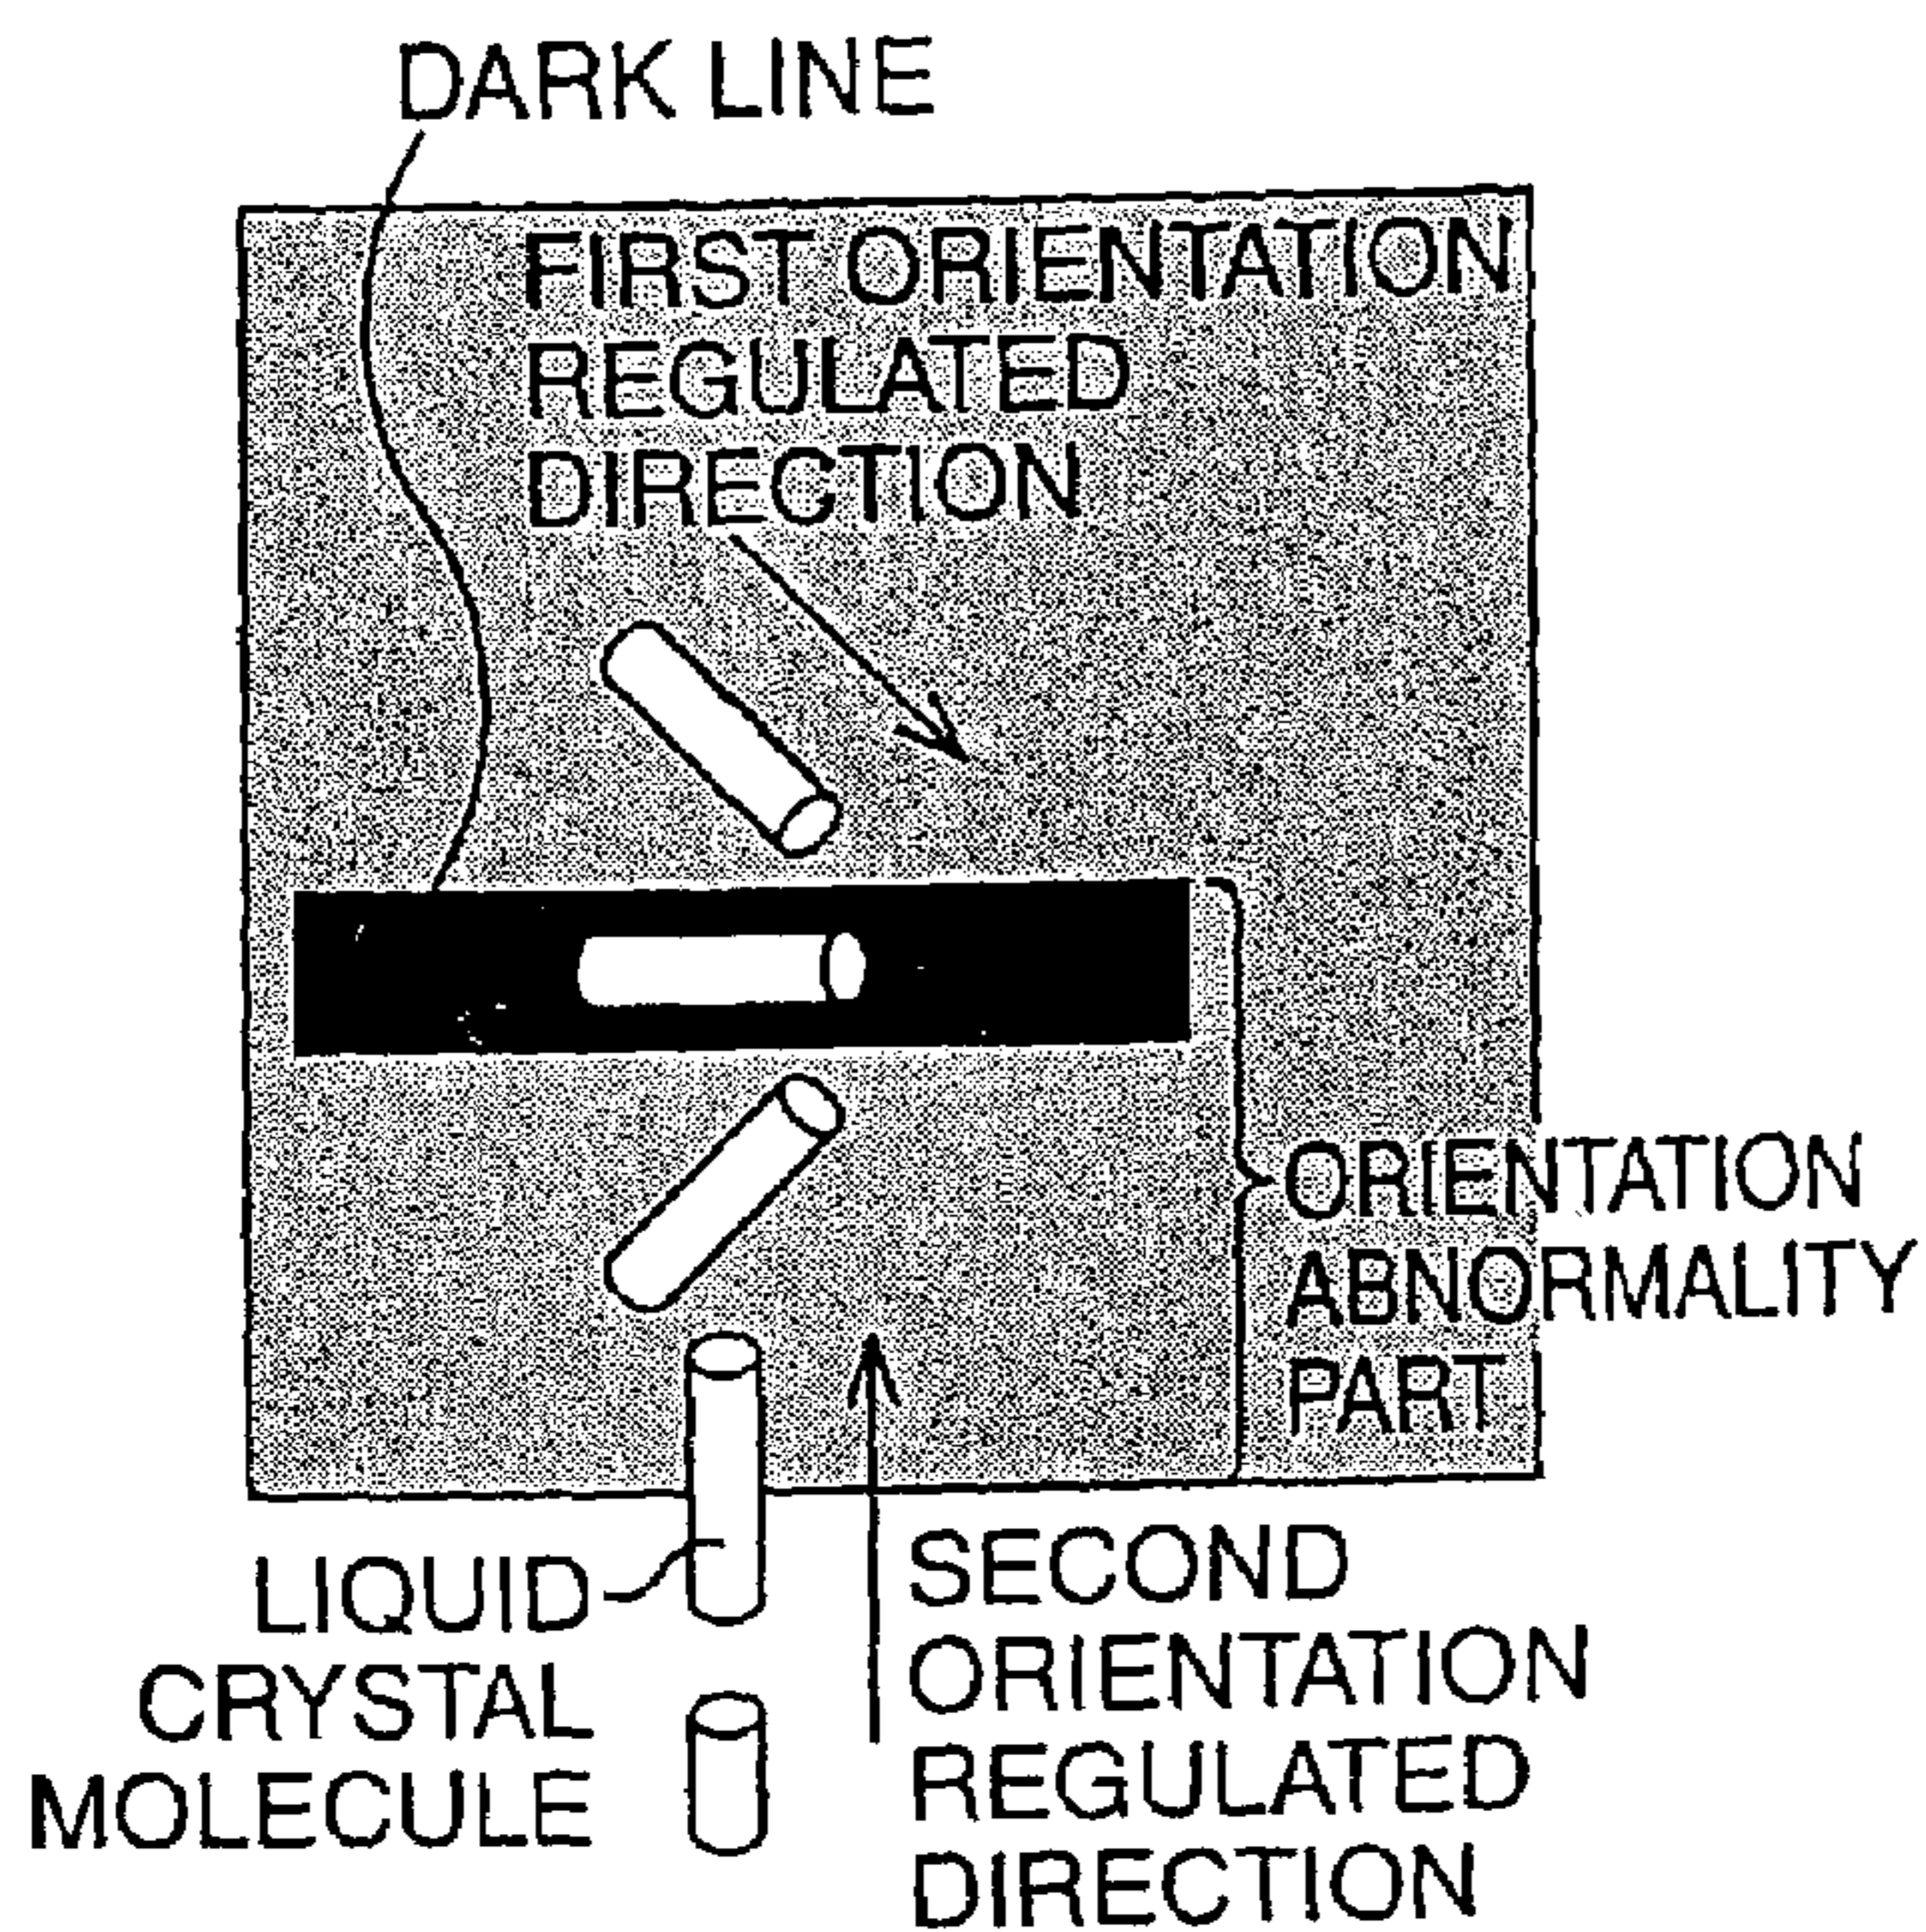 DARK LINE
FIRST ORIENTATION
REGULATED
DIRECTION
ORIENTATION
ABNORMALITY
PART
LIQUID
CRYSTAL
MOLECULE
SECOND
ORIENTATION
REGULATED
DIRECTION